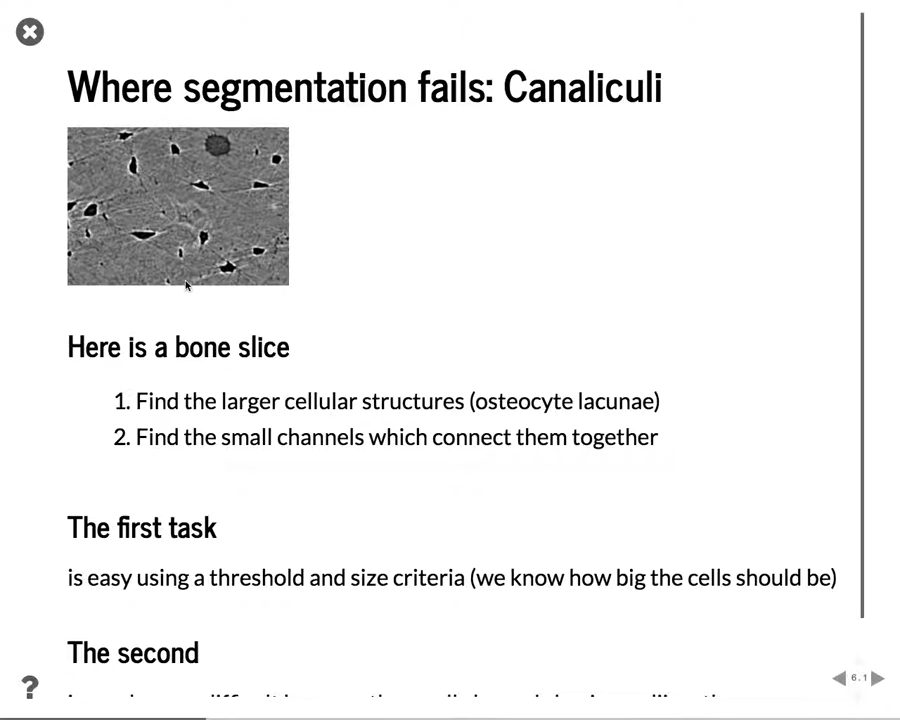 Where segmentation fails: Canaliculi
Here is a bone slice
1. Find the larger cellular structures (osteocyte lacunae)
2. Find the small channels which connect them together
The first task
is easy using a threshold and size criteria (we know how big the cells should be)
The second
?
6.1